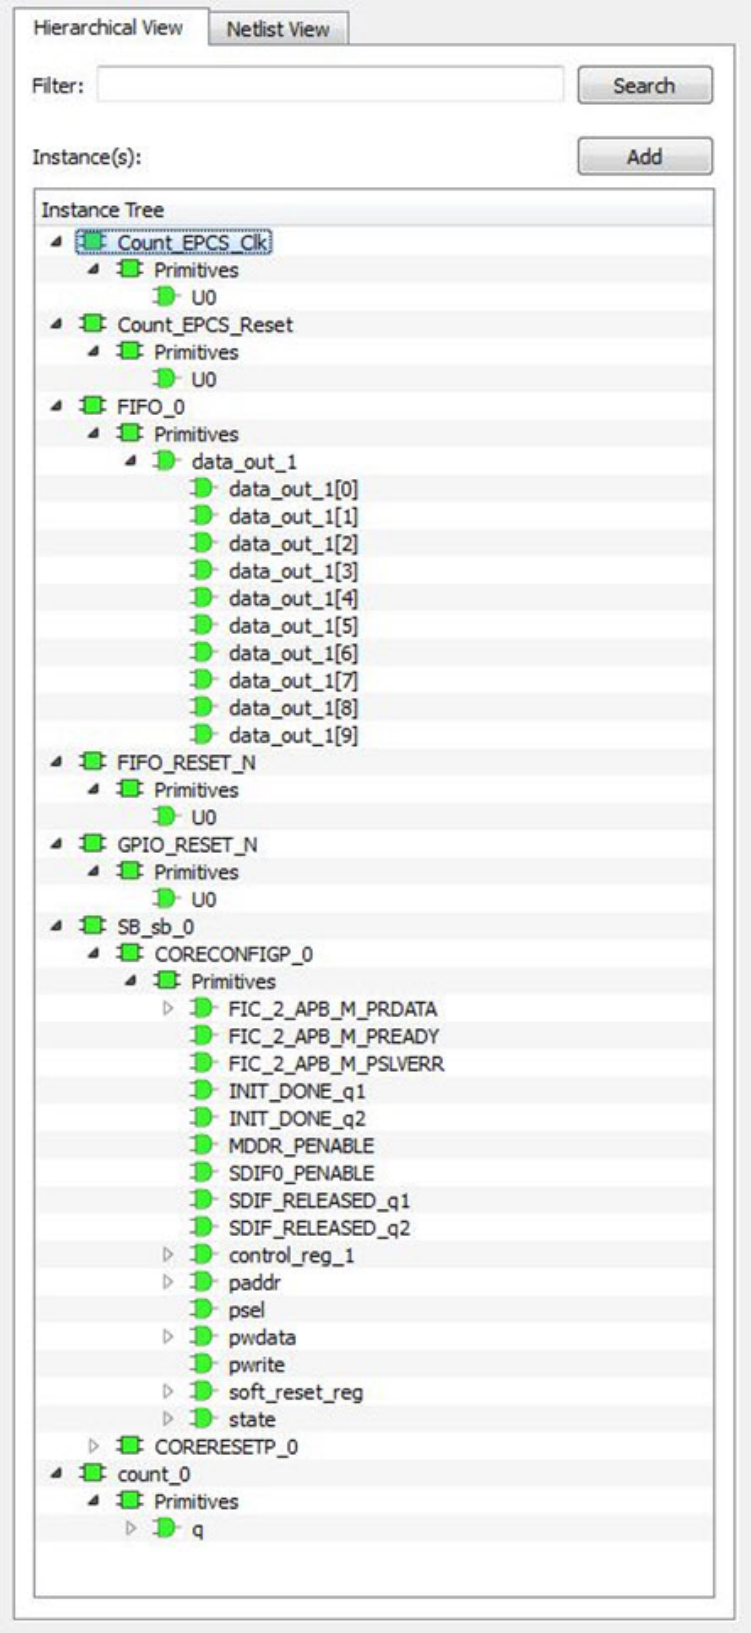 Hierarchical View Netlist View
Filter: Search
Instance(s): Add
Instance Tree
Count_EPCS_Clk
Primitives
U0
Count_EPCS_Reset
Primitives
U0
FIFO_0
Primitives
data_out_1
data_out_1[0]
data_out_1[1]
data_out_1[2]
data_out_1[3]
data_out_1[4]
data_out_1[5]
data_out_1[6]
data_out_1[7]
data_out_1[8]
data_out_1[9]
FIFO_RESET_N
Primitives
U0
GPIO_RESET_N
Primitives
U0
SB_sb_0
CORECONFIGP_0
Primitives
FIC_2_APB_M_PRDATA
FIC_2_APB_M_PREADY
FIC_2_APB_M_PSLVERR
INIT_DONE_q1
INIT_DONE_q2
MDDR_PENABLE
SDIF0_PENABLE
SDIF_RELEASED_q1
SDIF_RELEASED_q2
control_reg_1
paddr
psel
pwdata
pwrite
soft_reset_reg
state
CORERESETP_0
count_0
Primitives
q